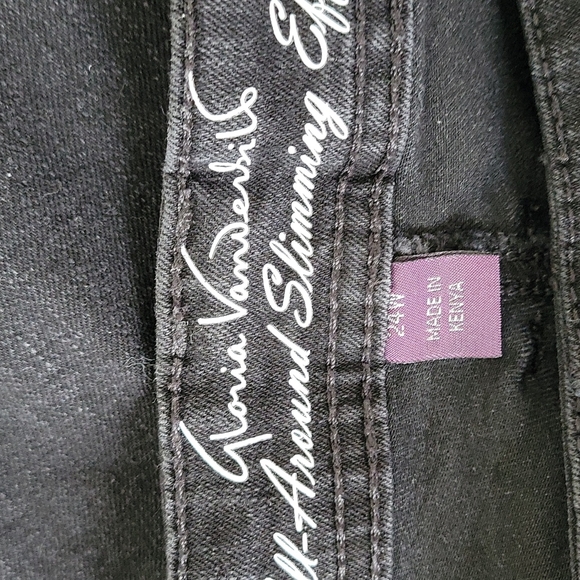 Gloria Vanderbilt
All-Around Slimming Eff
24W
MADE IN
KENYA